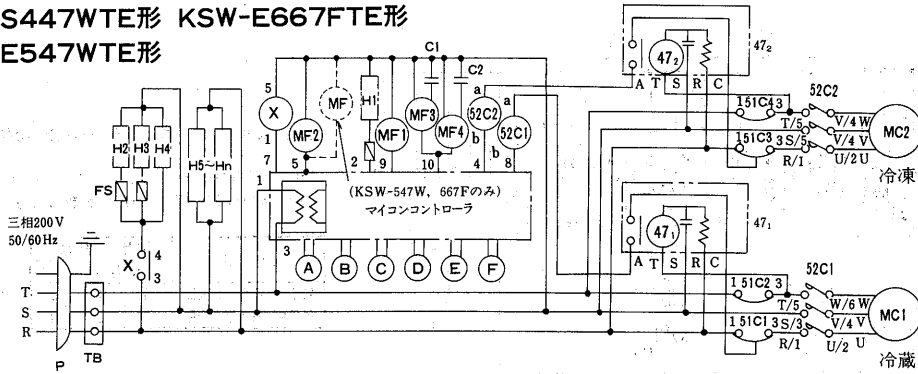 S447WTE形 KSW-E667FTE形
E547WTE形
C1
C2
47₂
47₂
A T S R C
5
X
1
7
MF2
5
MF
H1
2
MF1
9
MF3
MF4
10
a
52C2
b
4
a
52C1
b
8
1 51C4 3
52C2
T/5
V/4 W
1 51C3 3 S/5
V/4 V
R/1
U/2 U
MC2
冷凍
H2
H3
H4
H5~Hn
FS
1
(KSW-547W, 667Fのみ)
マイコンコントローラ
3
A B C D E F
三相200V
50/60Hz
X
4
3
47₁
47₁
A T S R C
T
S
R
P
TB
1 51C2 3
52C1
T/5
W/6 W
1 51C1 3 S/3
V/4 V
R/1
U/2 U
MC1
冷蔵